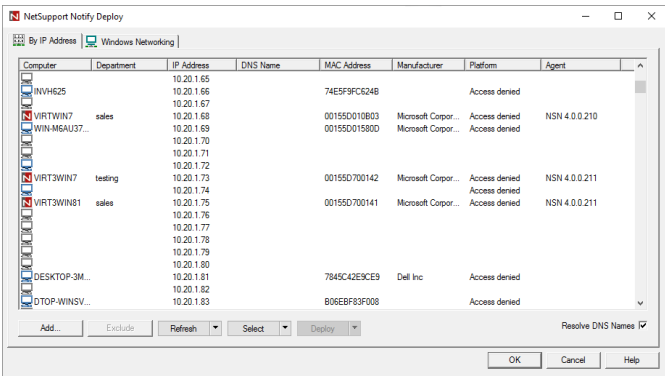 NetSupport Notify Deploy
By IP Address Windows Networking
Computer Department IP Address DNS Name MAC Address Manufacturer Platform Agent
10.20.1.65
INVH625 10.20.1.66 74E5F9FC624B Access denied
10.20.1.67
VIRTWIN7 sales 10.20.1.68 00155D010B03 Microsoft Corpor... Access denied NSN 4.0.0.210
WIN-M6AU37... 10.20.1.69 00155D01580D Microsoft Corpor... Access denied
10.20.1.70
10.20.1.71
10.20.1.72
VIRT3WIN7 testing 10.20.1.73 00155D700142 Microsoft Corpor... Access denied NSN 4.0.0.211
10.20.1.74 Access denied
VIRT3WIN81 sales 10.20.1.75 00155D700141 Microsoft Corpor... Access denied NSN 4.0.0.211
10.20.1.76
10.20.1.77
10.20.1.78
10.20.1.79
10.20.1.80
DESKTOP-3M... 10.20.1.81 7845C42E9CE9 Dell Inc Access denied
10.20.1.82
DTOP-WINSV... 10.20.1.83 B06EBF83F008 Access denied
Add... Exclude Refresh Select Deploy Resolve DNS Names
OK Cancel Help